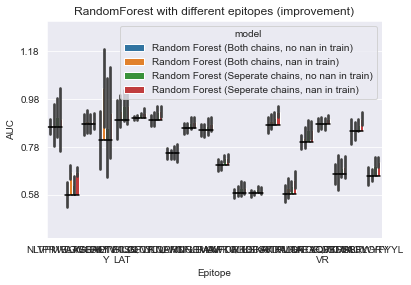 RandomForest with different epitopes (improvement)
model
Random Forest (Both chains, no nan in train)
Random Forest (Both chains, nan in train)
Random Forest (Seperate chains, no nan in train)
Random Forest (Seperate chains, nan in train)
1.18
0.98
0.78
0.58
AUC
Y
LAT
VR
Epitope